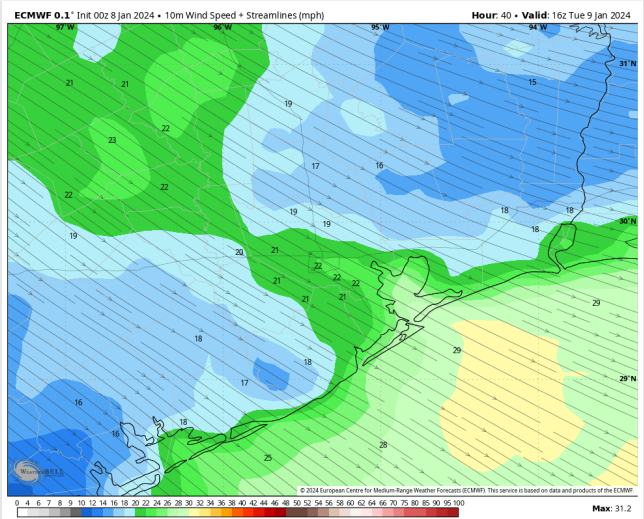 ECMWF 0.1° Init 00z 8 Jan 2024 • 10m Wind Speed + Streamlines (mph) Hour: 40 • Valid: 16z Tue 9 Jan 2024
97°W 96°W 95°W 94°W
31°N
21 21 15
19
22
23
17 16
22 22
19 18 18
30°N
19 18
19
20 21
22
21 22 22
21 21
29
18 27
29
18
29°N
17
16
18
16
28
25
WeatherBELL
© 2024 European Centre for Medium-Range Weather Forecasts (ECMWF). This service is based on data and products of the ECMWF.
0 4 6 7 8 9 10 12 14 16 18 20 22 24 26 28 30 32 34 36 38 40 42 44 46 48 50 52 54 56 58 60 62 64 66 68 70 75 80 85 90 95 100
Max: 31.2